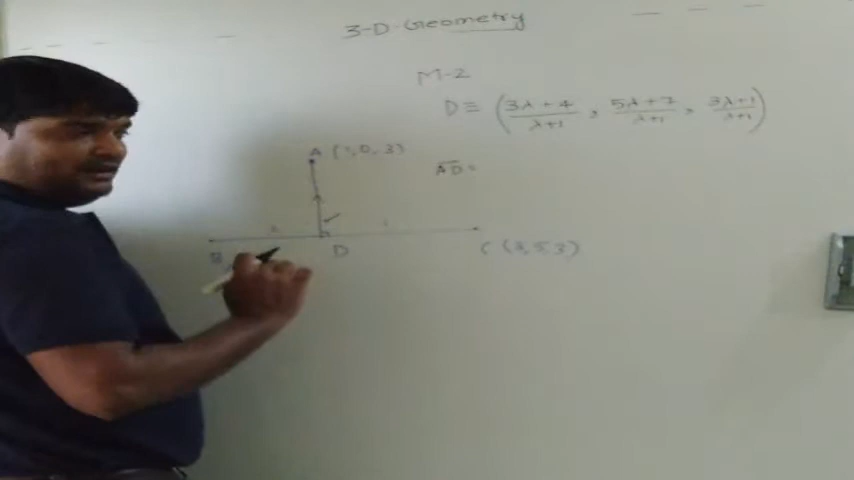 3-D Geometry
M-2
D ≡ (3λ+4/λ+1, 5λ+7/λ+1, 3λ+1/λ+1)
A (1, 0, 3)
AD =
λ 1
B D C (3, 5, 3)